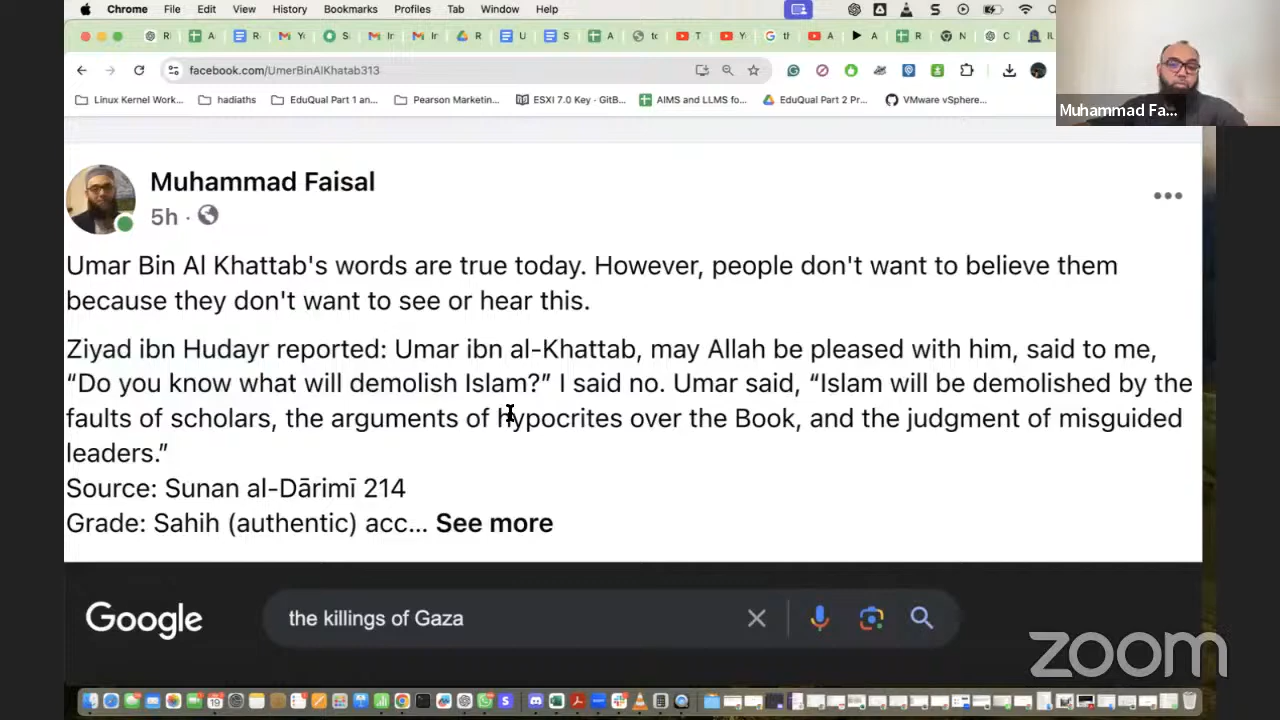 Chrome File Edit View History Bookmarks Profiles Tab Window Help
facebook.com/UmerBinAlKhatab313
Linux Kernel Work... hadiaths EduQual Part 1 an... Pearson Marketin... ESXI 7.0 Key - GitB... AIMS and LLMS fo... EduQual Part 2 Pr... VMware vSphere...
Muhammad Fa...
Muhammad Faisal
5h ·
Umar Bin Al Khattab's words are true today. However, people don't want to believe them
because they don't want to see or hear this.
Ziyad ibn Hudayr reported: Umar ibn al-Khattab, may Allah be pleased with him, said to me,
“Do you know what will demolish Islam?” I said no. Umar said, “Islam will be demolished by the
faults of scholars, the arguments of hypocrites over the Book, and the judgment of misguided
leaders.”
Source: Sunan al-Dārimī 214
Grade: Sahih (authentic) acc... See more
Google the killings of Gaza
zoom